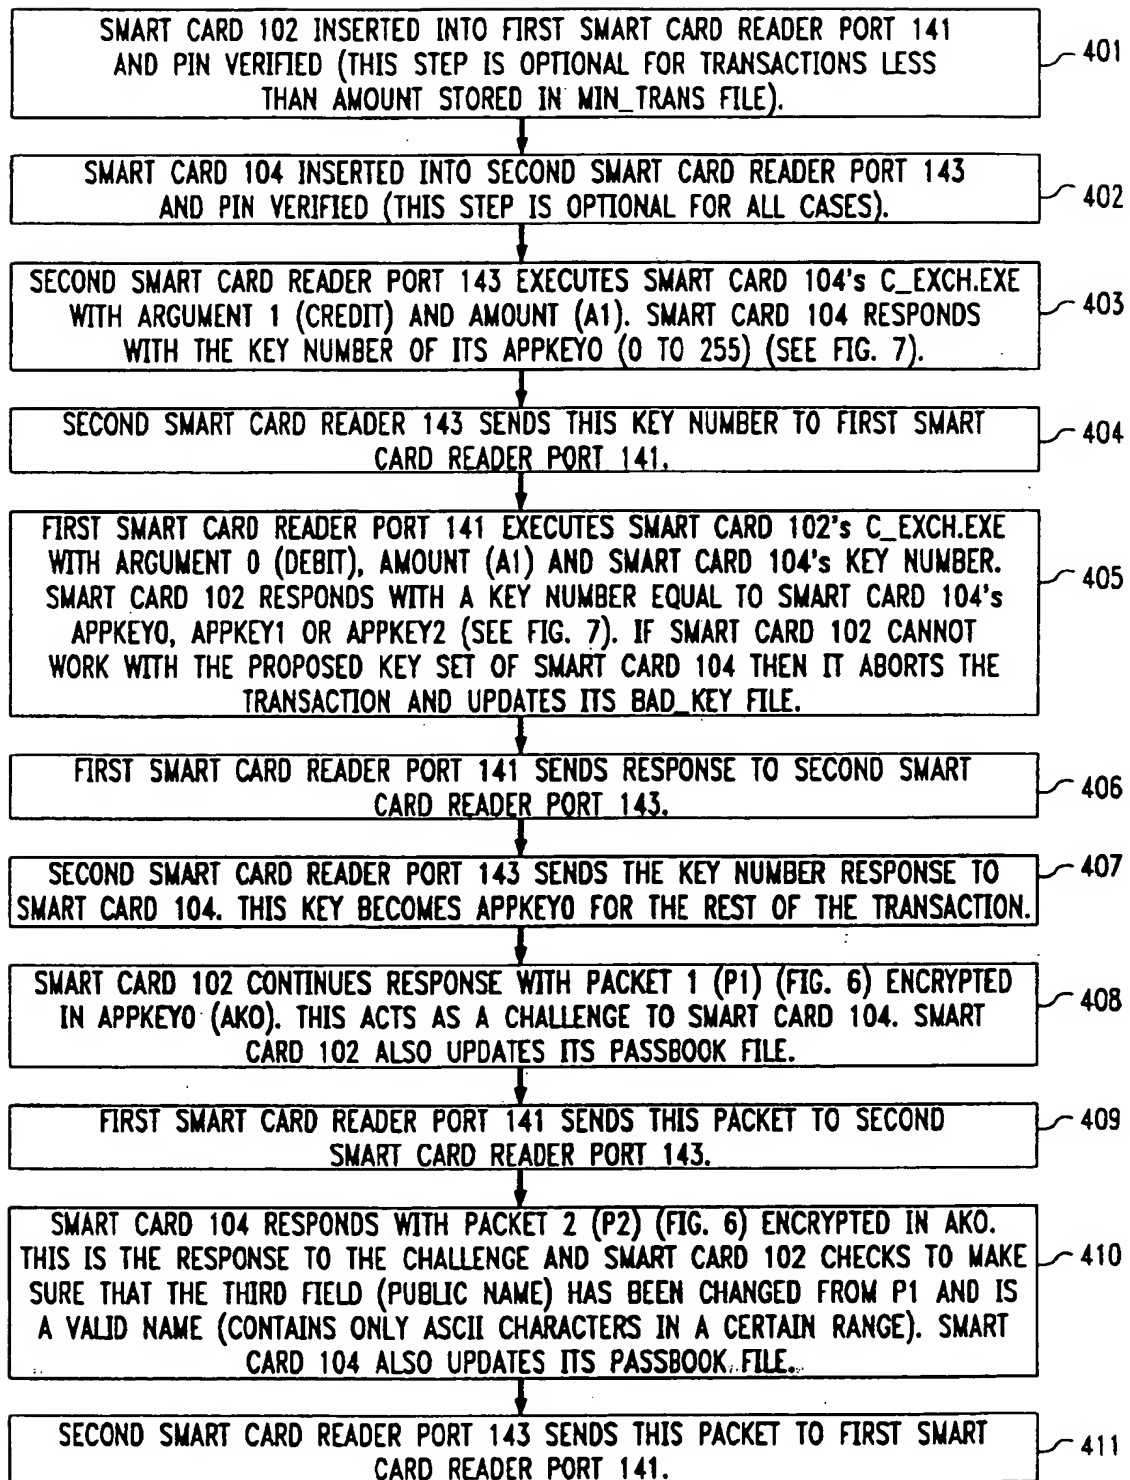 SMART CARD 102 INSERTED INTO FIRST SMART CARD READER PORT 141
AND PIN VERIFIED (THIS STEP IS OPTIONAL FOR TRANSACTIONS LESS
THAN AMOUNT STORED IN MIN_TRANS FILE).
401
SMART CARD 104 INSERTED INTO SECOND SMART CARD READER PORT 143
AND PIN VERIFIED (THIS STEP IS OPTIONAL FOR ALL CASES).
402
SECOND SMART CARD READER PORT 143 EXECUTES SMART CARD 104's C_EXCH.EXE
WITH ARGUMENT 1 (CREDIT) AND AMOUNT (A1). SMART CARD 104 RESPONDS
WITH THE KEY NUMBER OF ITS APPKEY0 (0 TO 255) (SEE FIG. 7).
403
SECOND SMART CARD READER 143 SENDS THIS KEY NUMBER TO FIRST SMART
CARD READER PORT 141.
404
FIRST SMART CARD READER PORT 141 EXECUTES SMART CARD 102's C_EXCH.EXE
WITH ARGUMENT 0 (DEBIT), AMOUNT (A1) AND SMART CARD 104's KEY NUMBER.
SMART CARD 102 RESPONDS WITH A KEY NUMBER EQUAL TO SMART CARD 104's
APPKEY0, APPKEY1 OR APPKEY2 (SEE FIG. 7). IF SMART CARD 102 CANNOT
WORK WITH THE PROPOSED KEY SET OF SMART CARD 104 THEN IT ABORTS THE
TRANSACTION AND UPDATES ITS BAD_KEY FILE.
405
FIRST SMART CARD READER PORT 141 SENDS RESPONSE TO SECOND SMART
CARD READER PORT 143.
406
SECOND SMART CARD READER PORT 143 SENDS THE KEY NUMBER RESPONSE TO
SMART CARD 104. THIS KEY BECOMES APPKEY0 FOR THE REST OF THE TRANSACTION.
407
SMART CARD 102 CONTINUES RESPONSE WITH PACKET 1 (P1) (FIG. 6) ENCRYPTED
IN APPKEY0 (AK0). THIS ACTS AS A CHALLENGE TO SMART CARD 104. SMART
CARD 102 ALSO UPDATES ITS PASSBOOK FILE.
408
FIRST SMART CARD READER PORT 141 SENDS THIS PACKET TO SECOND
SMART CARD READER PORT 143.
409
SMART CARD 104 RESPONDS WITH PACKET 2 (P2) (FIG. 6) ENCRYPTED IN AK0.
THIS IS THE RESPONSE TO THE CHALLENGE AND SMART CARD 102 CHECKS TO MAKE
SURE THAT THE THIRD FIELD (PUBLIC NAME) HAS BEEN CHANGED FROM P1 AND IS
A VALID NAME (CONTAINS ONLY ASCII CHARACTERS IN A CERTAIN RANGE). SMART
CARD 104 ALSO UPDATES ITS PASSBOOK FILE.
410
SECOND SMART CARD READER PORT 143 SENDS THIS PACKET TO FIRST SMART
CARD READER PORT 141.
411